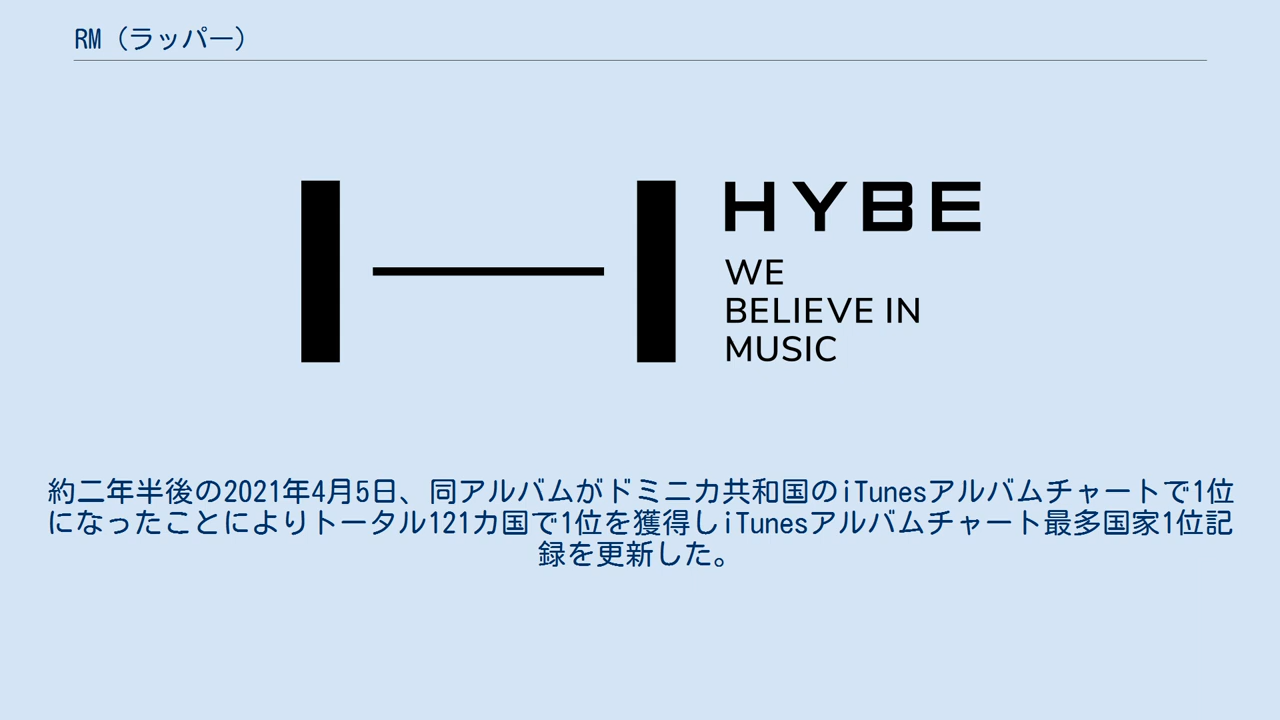 RM（ラッパー）
HYBE
WE
BELIEVE IN
MUSIC
約二年半後の2021年4月5日、同アルバムがドミニカ共和国のiTunesアルバムチャートで1位
になったことによりトータル121カ国で1位を獲得しiTunesアルバムチャート最多国家1位記
録を更新した。